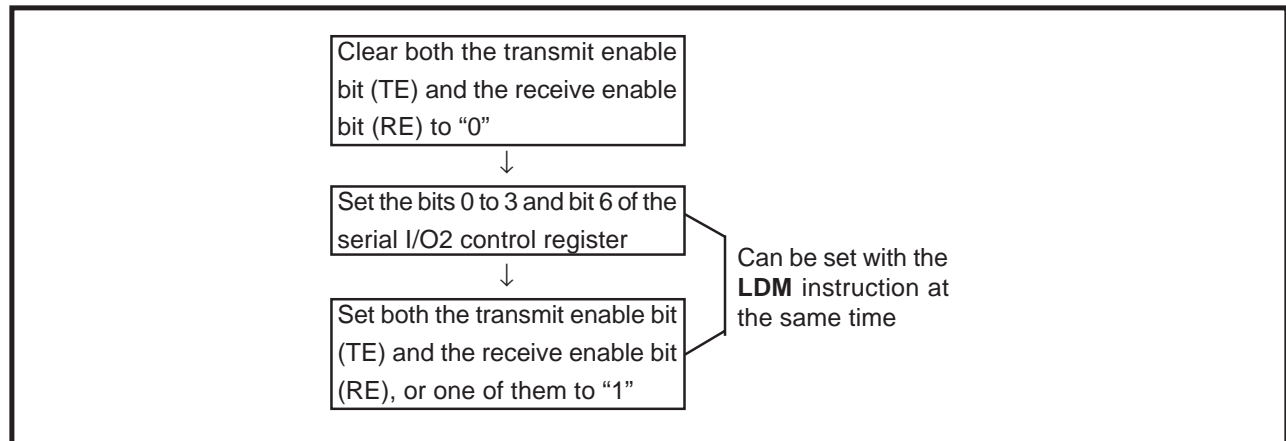 Clear both the transmit enable
bit (TE) and the receive enable
bit (RE) to “0”
↓
Set the bits 0 to 3 and bit 6 of the
serial I/O2 control register
↓
Set both the transmit enable bit
(TE) and the receive enable bit
(RE), or one of them to “1”
Can be set with the
LDM instruction at
the same time